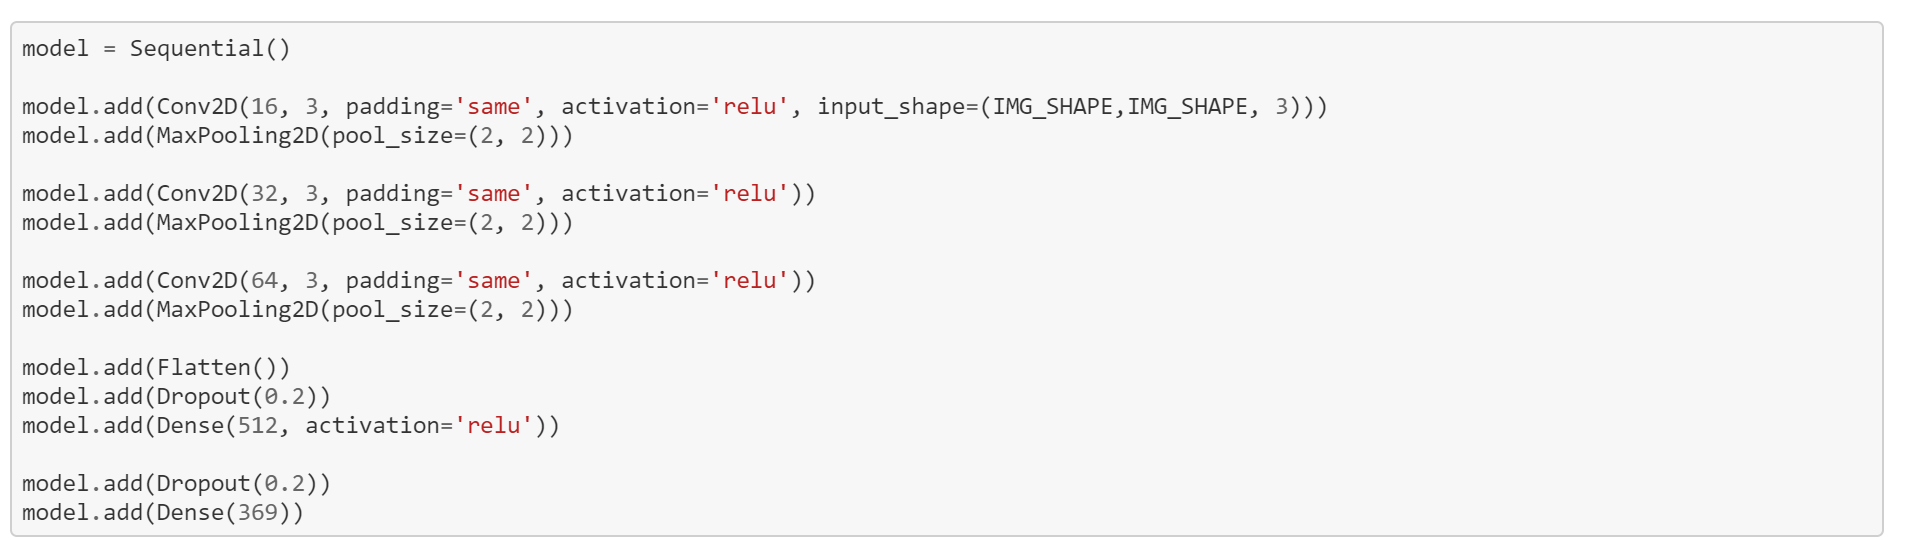 model = Sequential()
model.add(Conv2D(16, 3, padding='same', activation='relu', input_shape=(IMG_SHAPE,IMG_SHAPE, 3)))
model.add(MaxPooling2D(pool_size=(2, 2)))
model.add(Conv2D(32, 3, padding='same', activation='relu'))
model.add(MaxPooling2D(pool_size=(2, 2)))
model.add(Conv2D(64, 3, padding='same', activation='relu'))
model.add(MaxPooling2D(pool_size=(2, 2)))
model.add(Flatten())
model.add(Dropout(0.2))
model.add(Dense(512, activation='relu'))
model.add(Dropout(0.2))
model.add(Dense(369))